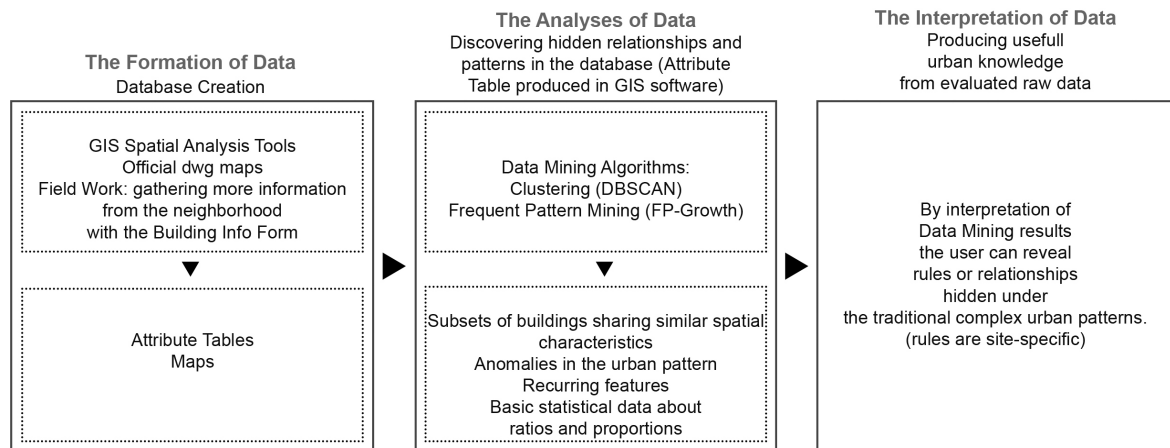 The Formation of Data
Database Creation
GIS Spatial Analysis Tools
Official dwg maps
Field Work: gathering more information
from the neighborhood
with the Building Info Form
Attribute Tables
Maps
The Analyses of Data
Discovering hidden relationships and
patterns in the database (Attribute
Table produced in GIS software)
Data Mining Algorithms:
Clustering (DBSCAN)
Frequent Pattern Mining (FP-Growth)
Subsets of buildings sharing similar spatial
characteristics
Anomalies in the urban pattern
Recurring features
Basic statistical data about
ratios and proportions
The Interpretation of Data
Producing usefull
urban knowledge
from evaluated raw data
By interpretation of
Data Mining results
the user can reveal
rules or relationships
hidden under
the traditional complex urban patterns.
(rules are site-specific)